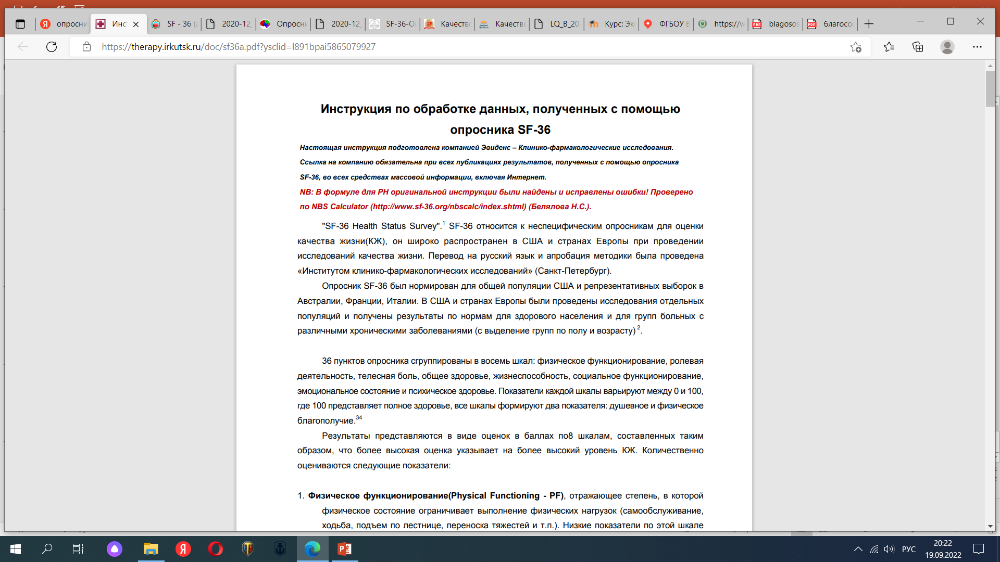 опросни
Инс
SF - 36 (
2020-12_
Опросни
2020-12_
SF-36-О
Качество
Качество
LQ_B_20
Курс: Эк
ФГБОУ В
https://w
blagosos
благосос
https://therapy.irkutsk.ru/doc/sf36a.pdf?ysclid=l891bpai5865079927
Инструкция по обработке данных, полученных с помощью
опросника SF-36
Настоящая инструкция подготовлена компанией Эвиденс – Клинико-фармакологические исследования.
Ссылка на компанию обязательна при всех публикациях результатов, полученных с помощью опросника
SF-36, во всех средствах массовой информации, включая Интернет.
NB: В формуле для PH оригинальной инструкции были найдены и исправлены ошибки! Проверено
по NBS Calculator (http://www.sf-36.org/nbscalc/index.shtml) (Белялова Н.С.).
"SF-36 Health Status Survey".1 SF-36 относится к неспецифическим опросникам для оценки
качества жизни(КЖ), он широко распространен в США и странах Европы при проведении
исследований качества жизни. Перевод на русский язык и апробация методики была проведена
«Институтом клинико-фармакологических исследований» (Санкт-Петербург).
Опросник SF-36 был нормирован для общей популяции США и репрезентативных выборок в
Австралии, Франции, Италии. В США и странах Европы были проведены исследования отдельных
популяций и получены результаты по нормам для здорового населения и для групп больных с
различными хроническими заболеваниями (с выделение групп по полу и возрасту) 2.
36 пунктов опросника сгруппированы в восемь шкал: физическое функционирование, ролевая
деятельность, телесная боль, общее здоровье, жизнеспособность, социальное функционирование,
эмоциональное состояние и психическое здоровье. Показатели каждой шкалы варьируют между 0 и 100,
где 100 представляет полное здоровье, все шкалы формируют два показателя: душевное и физическое
благополучие.34
Результаты представляются в виде оценок в баллах по8 шкалам, составленных таким
образом, что более высокая оценка указывает на более высокий уровень КЖ. Количественно
оцениваются следующие показатели:
1. Физическое функционирование(Physical Functioning - PF), отражающее степень, в которой
физическое состояние ограничивает выполнение физических нагрузок (самообслуживание,
ходьба, подъем по лестнице, переноска тяжестей и т.п.). Низкие показатели по этой шкале
РУС
20:22
19.09.2022